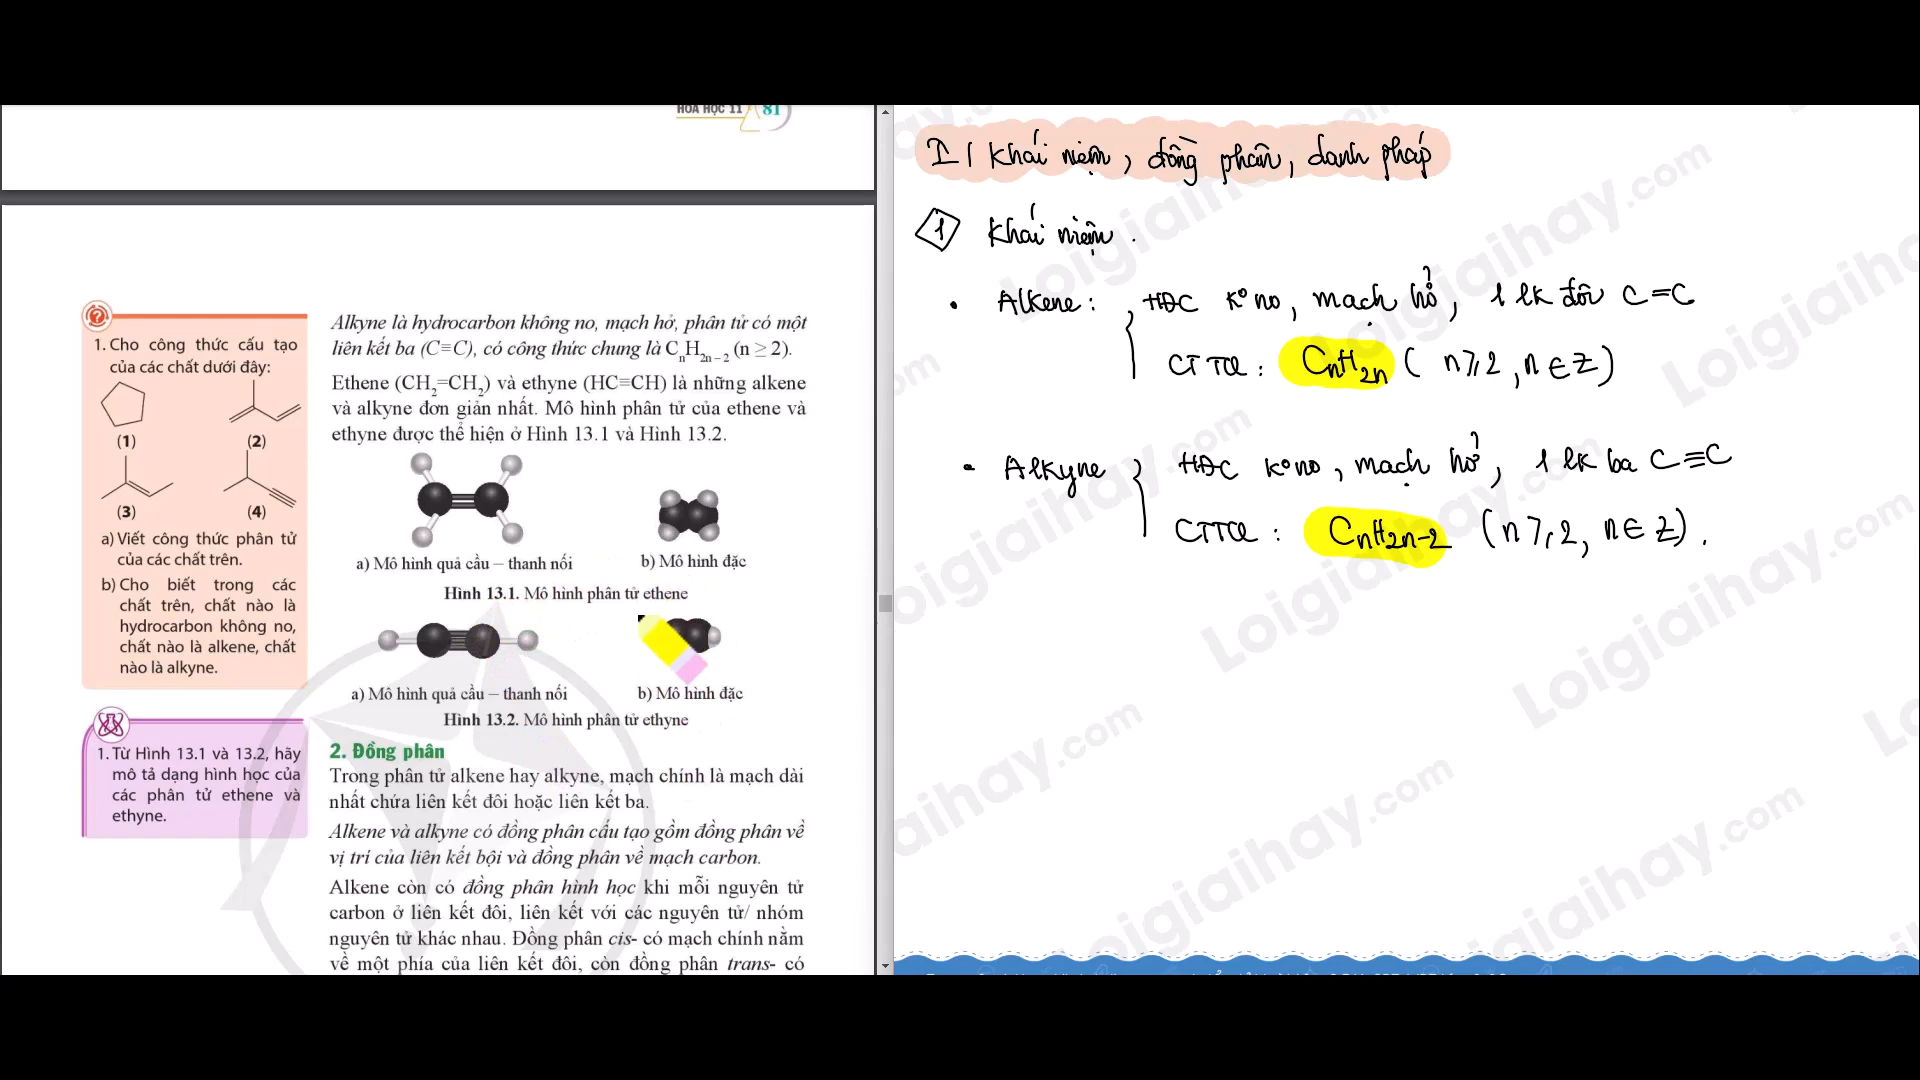 HÓA HỌC 11 81
1. Cho công thức cấu tạo
của các chất dưới đây:
(1) (2)
(3) (4)
a) Viết công thức phân tử
của các chất trên.
b) Cho biết trong các
chất trên, chất nào là
hydrocarbon không no,
chất nào là alkene, chất
nào là alkyne.
1. Từ Hình 13.1 và 13.2, hãy
mô tả dạng hình học của
các phân tử ethene và
ethyne.
Alkyne là hydrocarbon không no, mạch hở, phân tử có một
liên kết ba (C≡C), có công thức chung là CnH2n – 2 (n ≥ 2).
Ethene (CH2=CH2) và ethyne (HC≡CH) là những alkene
và alkyne đơn giản nhất. Mô hình phân tử của ethene và
ethyne được thể hiện ở Hình 13.1 và Hình 13.2.
a) Mô hình quả cầu – thanh nối b) Mô hình đặc
Hình 13.1. Mô hình phân tử ethene
a) Mô hình quả cầu – thanh nối b) Mô hình đặc
Hình 13.2. Mô hình phân tử ethyne
2. Đồng phân
Trong phân tử alkene hay alkyne, mạch chính là mạch dài
nhất chứa liên kết đôi hoặc liên kết ba.
Alkene và alkyne có đồng phân cấu tạo gồm đồng phân về
vị trí của liên kết bội và đồng phân về mạch carbon.
Alkene còn có đồng phân hình học khi mỗi nguyên tử
carbon ở liên kết đôi, liên kết với các nguyên tử/ nhóm
nguyên tử khác nhau. Đồng phân cis- có mạch chính nằm
về một phía của liên kết đôi, còn đồng phân trans- có
I/ Khái niệm, đồng phân, danh pháp
1 Khái niệm.
• Alkene: HĐC k° no, mạch hở, 1 lk đôi C=C
CTTQ: CnH2n (n ≥ 2, n ∈ Z)
• Alkyne HĐC k° no, mạch hở, 1 lk ba C≡C
CTTQ: CnH2n-2 (n ≥ 2, n ∈ Z).
Loigiaihay.com